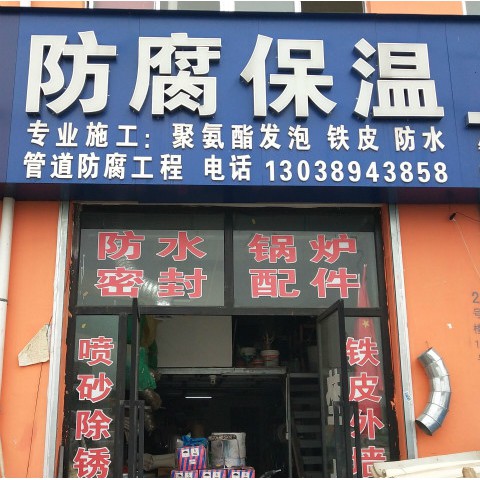 防腐保温
专业施工：聚氨酯发泡 铁皮 防水
管道防腐工程 电话 13038943858
防水 锅炉
密封 配件
喷砂除锈
铁皮外墙